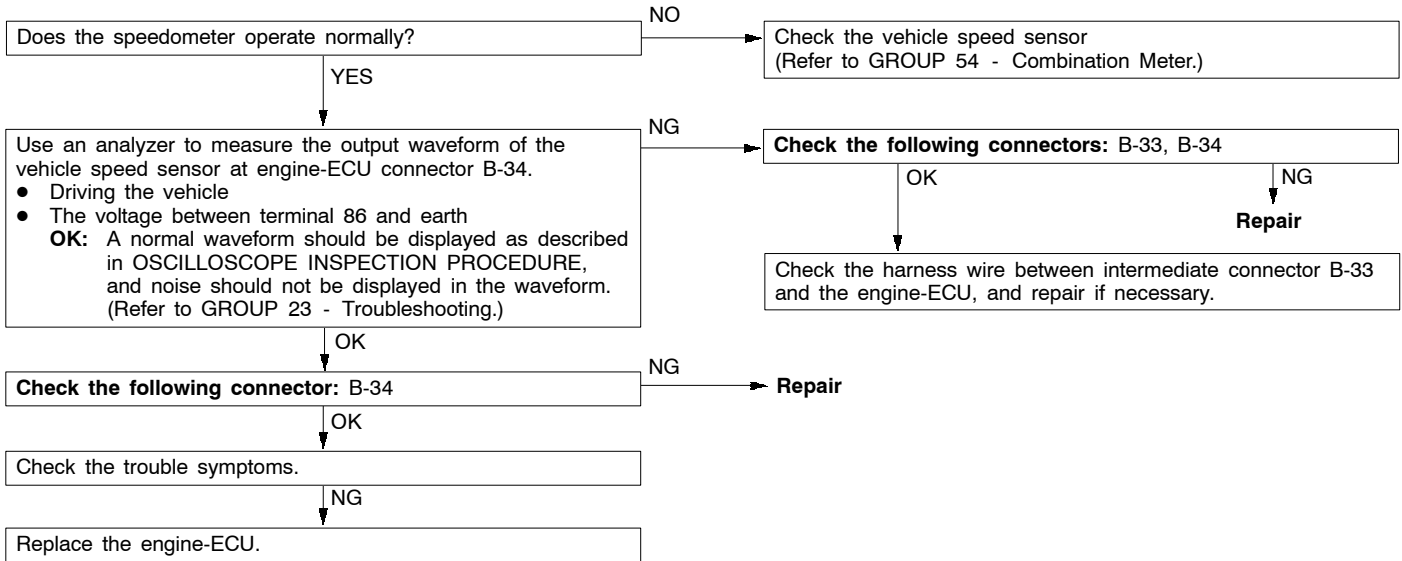 Does the speedometer operate normally?
NO
Check the vehicle speed sensor
(Refer to GROUP 54 - Combination Meter.)
YES
Use an analyzer to measure the output waveform of the
vehicle speed sensor at engine-ECU connector B-34.
● Driving the vehicle
● The voltage between terminal 86 and earth
OK: A normal waveform should be displayed as described
in OSCILLOSCOPE INSPECTION PROCEDURE,
and noise should not be displayed in the waveform.
(Refer to GROUP 23 - Troubleshooting.)
NG
Check the following connectors: B-33, B-34
OK
NG
Repair
Check the harness wire between intermediate connector B-33
and the engine-ECU, and repair if necessary.
OK
Check the following connector: B-34
NG
Repair
OK
Check the trouble symptoms.
NG
Replace the engine-ECU.